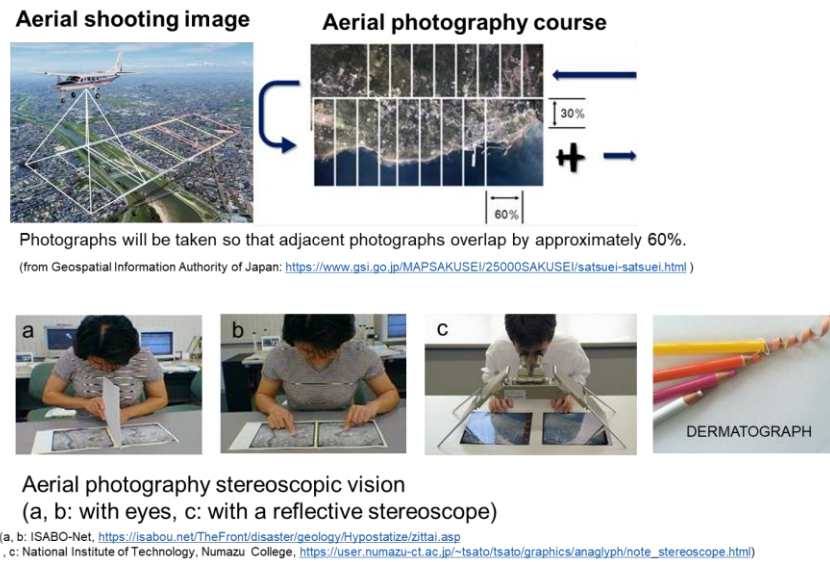 Aerial shooting image
Aerial photography course
30%
60%
Photographs will be taken so that adjacent photographs overlap by approximately 60%.
(from Geospatial Information Authority of Japan: https://www.gsi.go.jp/MAPSAKUSEI/25000SAKUSEI/satsuei-satsuei.html )
a
b
c
DERMATOGRAPH
Aerial photography stereoscopic vision
(a, b: with eyes, c: with a reflective stereoscope)
(a, b: ISABO-Net, https://isabou.net/TheFront/disaster/geology/Hypostatize/zittai.asp
, c: National Institute of Technology, Numazu College, https://user.numazu-ct.ac.jp/~tsato/tsato/graphics/anaglyph/note_stereoscope.html)